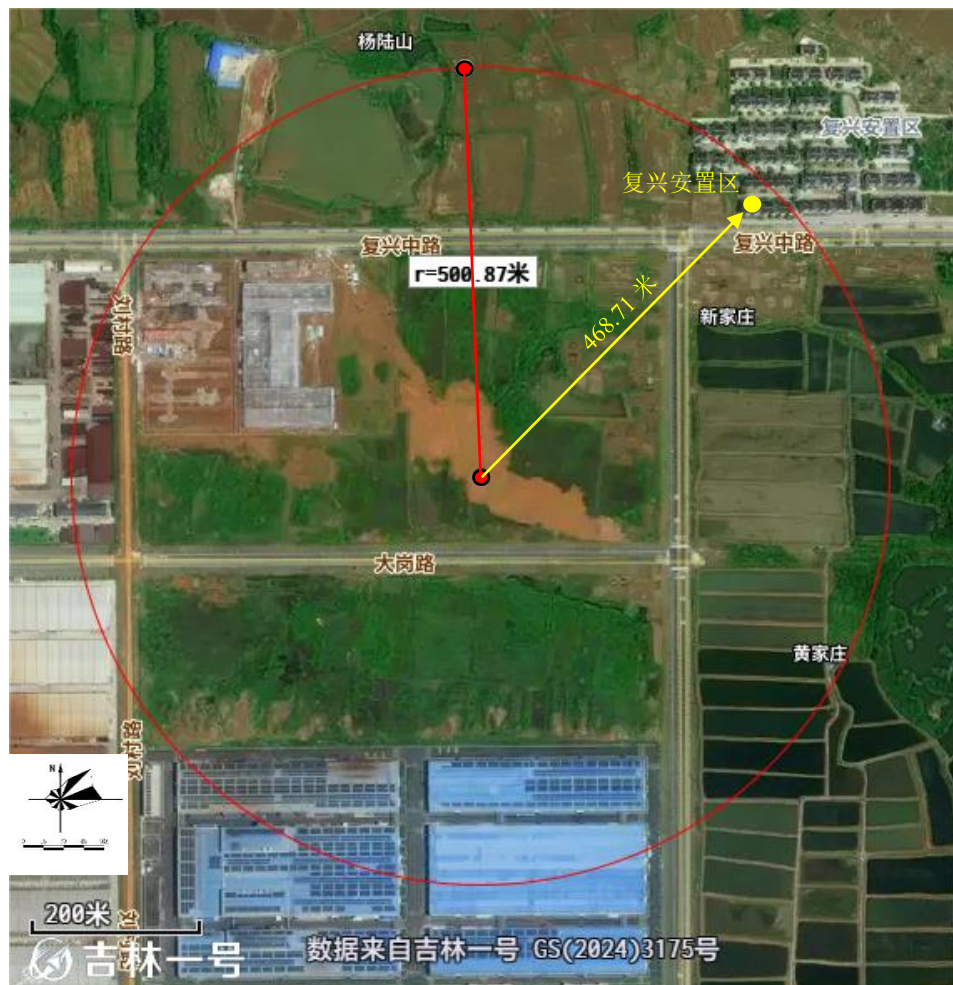 杨陆山
复兴安置区
复兴安置区
复兴中路
复兴中路
r=500.87米
468.71 米
刘村路
新家庄
大岗路
黄家庄
刘村路
N
200米
吉林一号
数据来自吉林一号 GS(2024)3175号